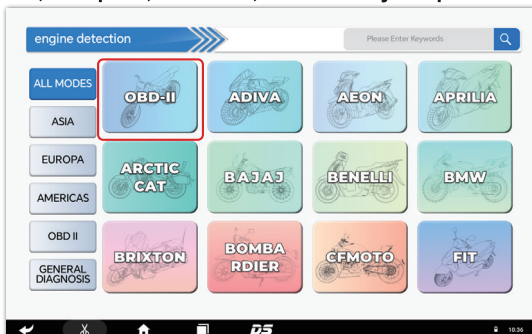 engine detection
Please Enter Keywords
ALL MODES
ASIA
EUROPA
AMERICAS
OBD II
GENERAL
DIAGNOSIS
OBD-II
ADIVA
AEON
APRILIA
ARCTIC
CAT
BAJAJ
BENELLI
BMW
BRIXTON
BOMBA
RDIER
CFMOTO
FIT
DS
10:36